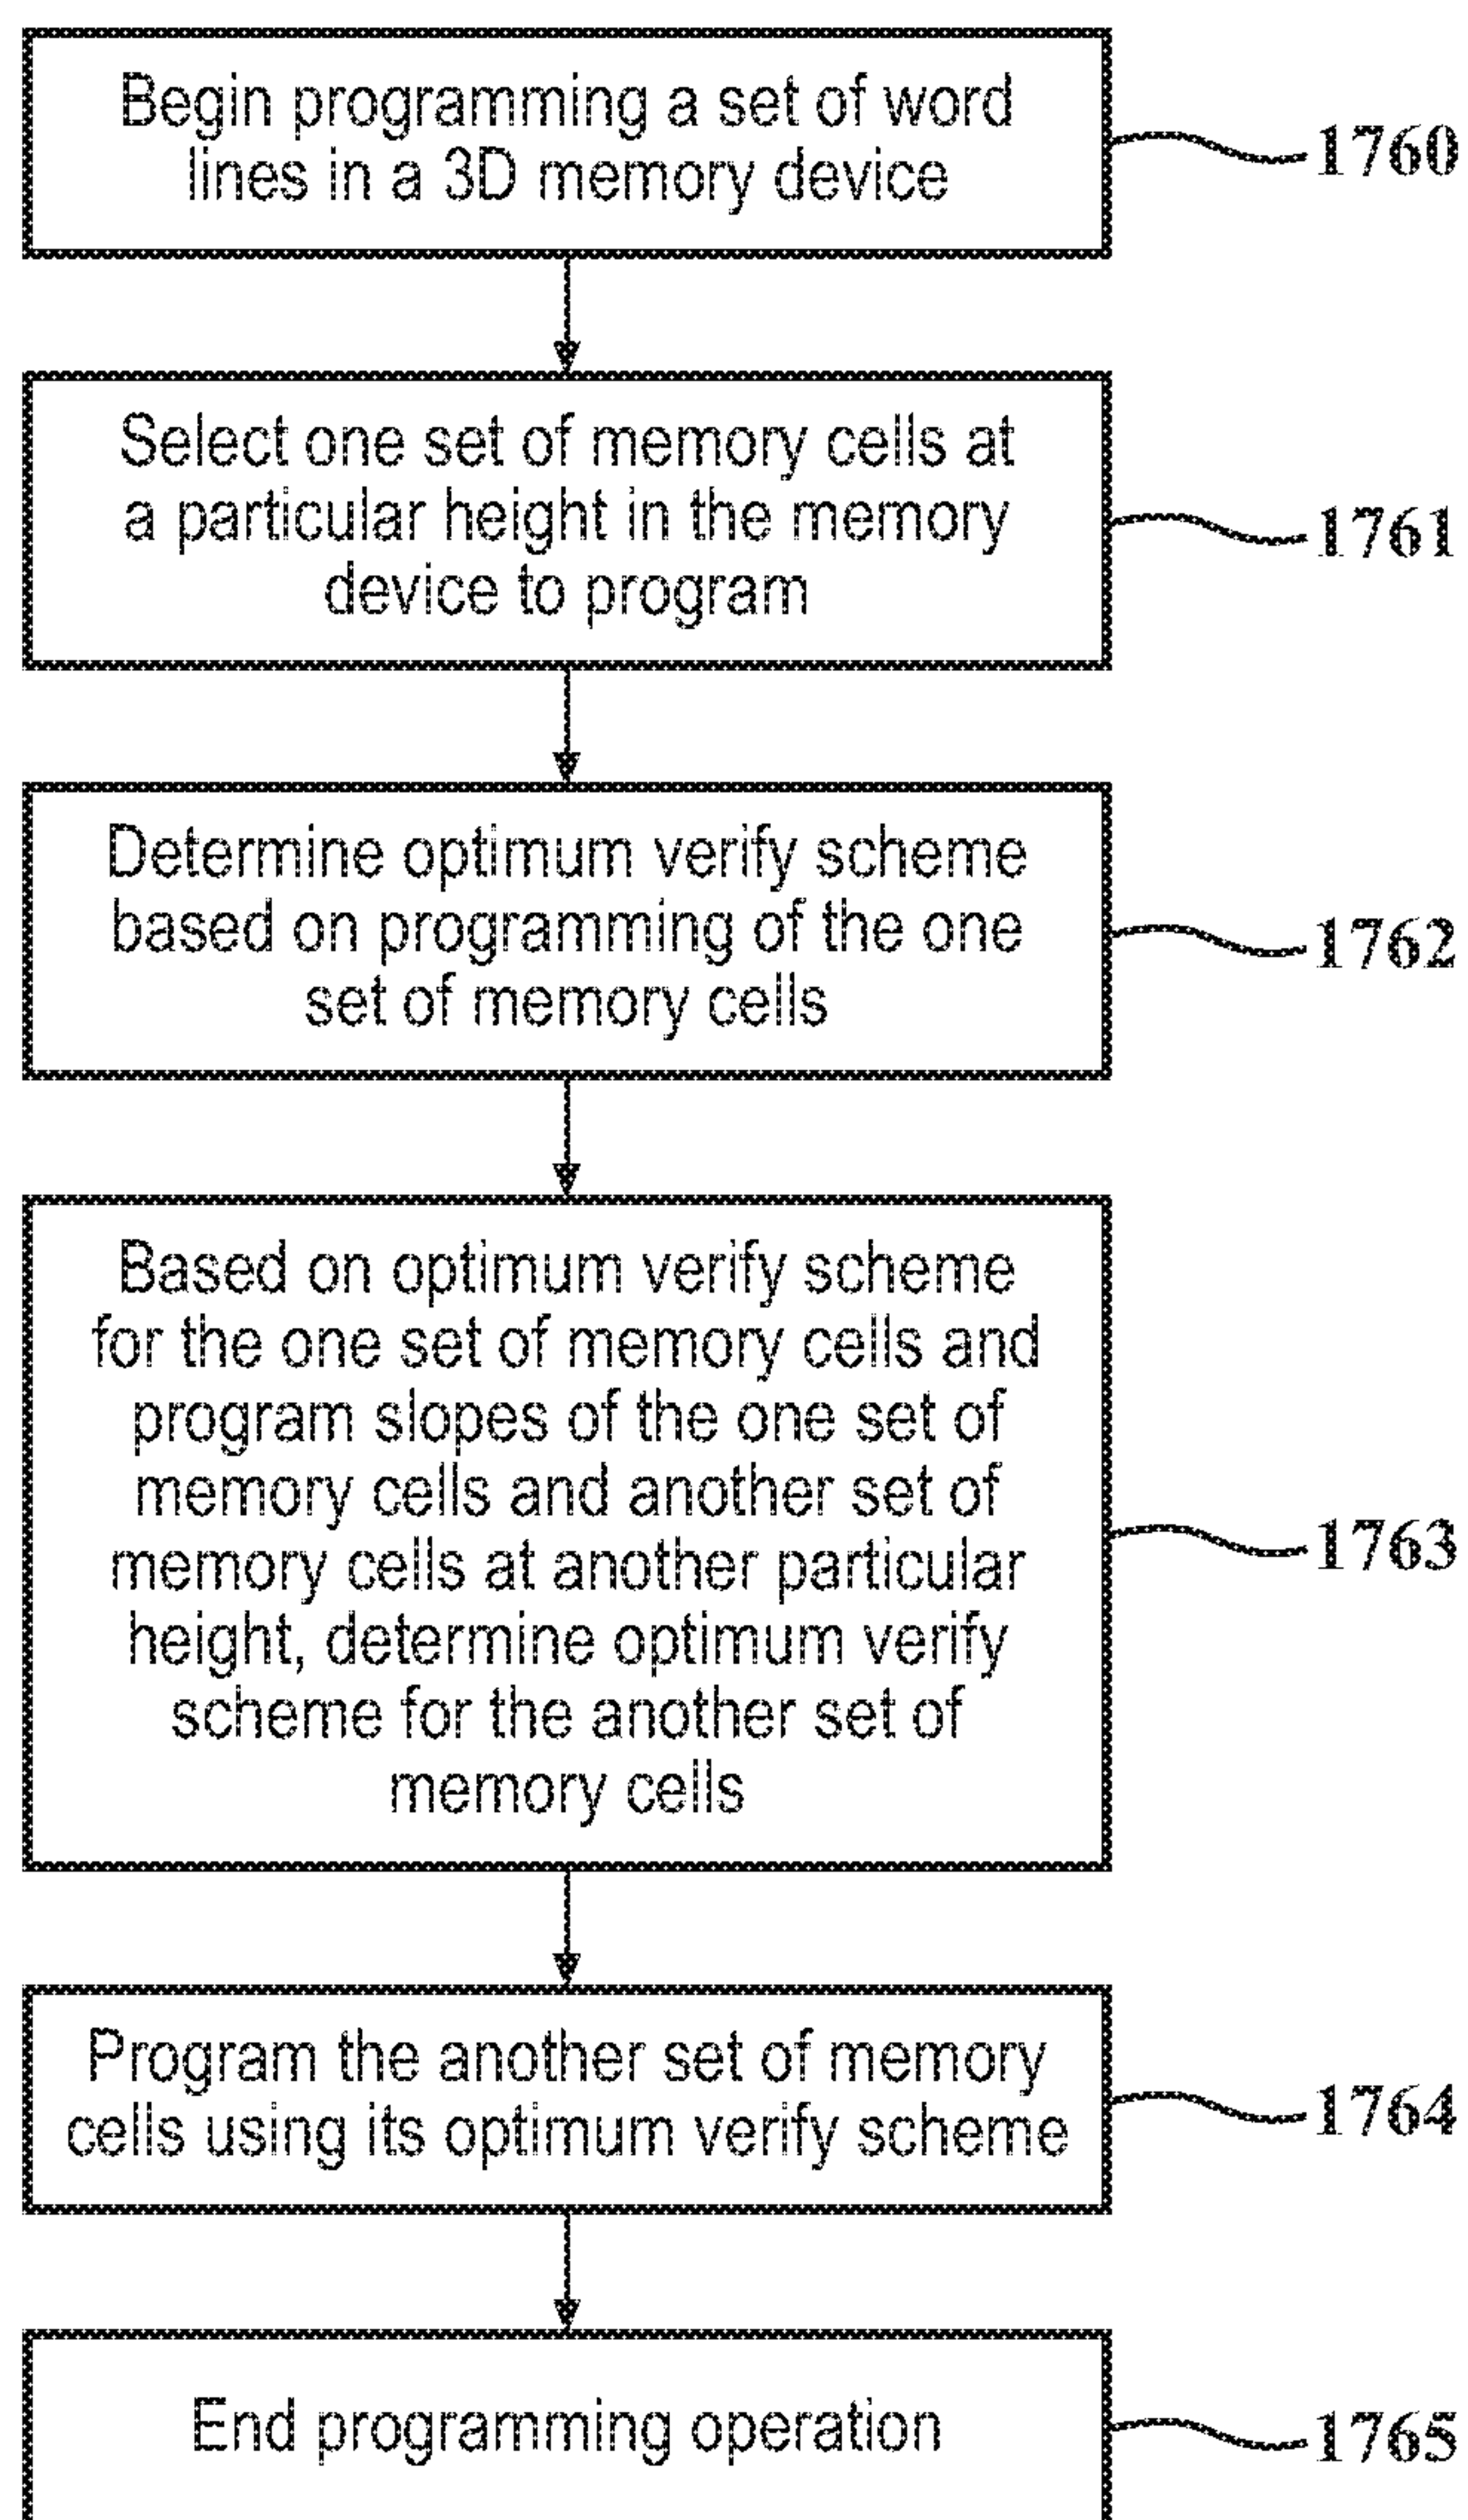 Begin programming a set of word
lines in a 3D memory device
1760
Select one set of memory cells at
a particular height in the memory
device to program
1761
Determine optimum verify scheme
based on programming of the one
set of memory cells
1762
Based on optimum verify scheme
for the one set of memory cells and
program slopes of the one set of
memory cells and another set of
memory cells at another particular
height, determine optimum verify
scheme for the another set of
memory cells
1763
Program the another set of memory
cells using its optimum verify scheme
1764
End programming operation
1765